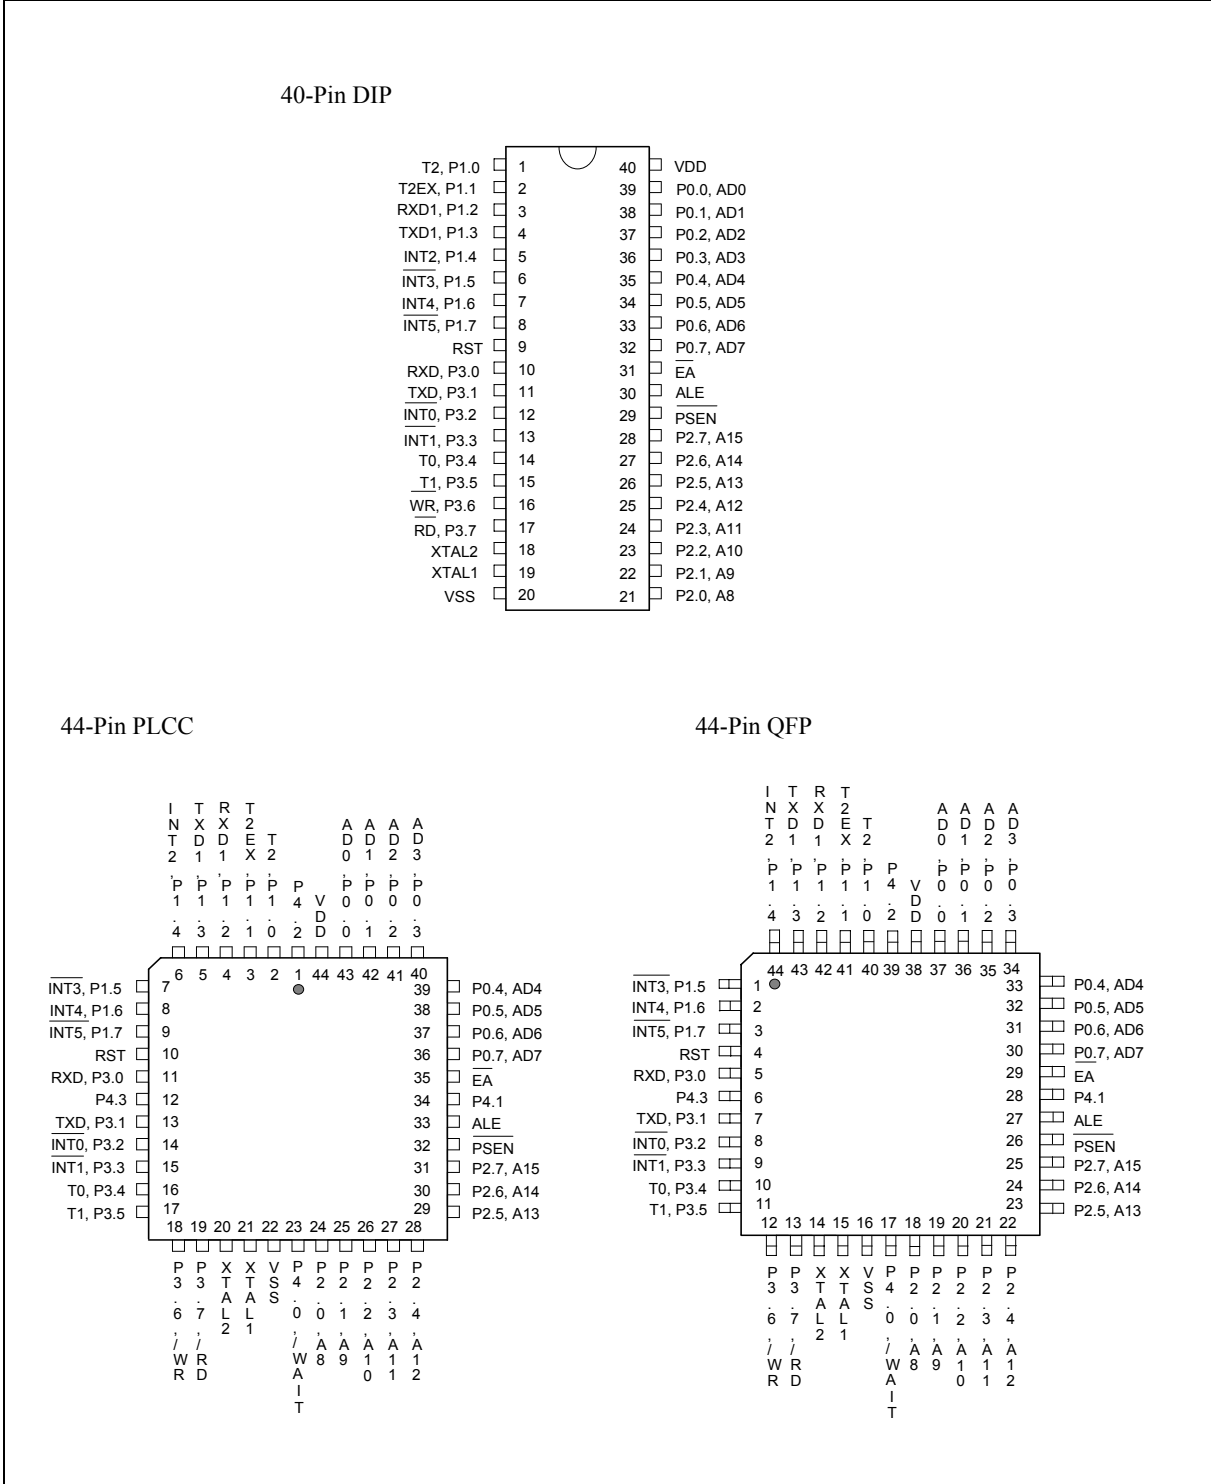 40-Pin DIP
T2, P1.0 1 40 VDD
T2EX, P1.1 2 39 P0.0, AD0
RXD1, P1.2 3 38 P0.1, AD1
TXD1, P1.3 4 37 P0.2, AD2
INT2, P1.4 5 36 P0.3, AD3
INT3, P1.5 6 35 P0.4, AD4
INT4, P1.6 7 34 P0.5, AD5
INT5, P1.7 8 33 P0.6, AD6
RST 9 32 P0.7, AD7
RXD, P3.0 10 31 EA
TXD, P3.1 11 30 ALE
INT0, P3.2 12 29 PSEN
INT1, P3.3 13 28 P2.7, A15
T0, P3.4 14 27 P2.6, A14
T1, P3.5 15 26 P2.5, A13
WR, P3.6 16 25 P2.4, A12
RD, P3.7 17 24 P2.3, A11
XTAL2 18 23 P2.2, A10
XTAL1 19 22 P2.1, A9
VSS 20 21 P2.0, A8
44-Pin PLCC
INT2,P1.4
TXD1,P1.3
RXD1,P1.2
T2EX,P1.1
T2,P1.0
P4.2
VDD
AD0,P0.0
AD1,P0.1
AD2,P0.2
AD3,P0.3
6 5 4 3 2 1 44 43 42 41 40
INT3, P1.5 7 39 P0.4, AD4
INT4, P1.6 8 38 P0.5, AD5
INT5, P1.7 9 37 P0.6, AD6
RST 10 36 P0.7, AD7
RXD, P3.0 11 35 EA
P4.3 12 34 P4.1
TXD, P3.1 13 33 ALE
INT0, P3.2 14 32 PSEN
INT1, P3.3 15 31 P2.7, A15
T0, P3.4 16 30 P2.6, A14
T1, P3.5 17 29 P2.5, A13
18 19 20 21 22 23 24 25 26 27 28
P3.6,/WR
P3.7,/RD
XTAL2
XTAL1
VSS
P4.0,/WAIT
P2.0,A8
P2.1,A9
P2.2,A10
P2.3,A11
P2.4,A12
44-Pin QFP
INT2,P1.4
TXD1,P1.3
RXD1,P1.2
T2EX,P1.1
T2,P1.0
P4.2
VDD
AD0,P0.0
AD1,P0.1
AD2,P0.2
AD3,P0.3
44 43 42 41 40 39 38 37 36 35 34
INT3, P1.5 1 33 P0.4, AD4
INT4, P1.6 2 32 P0.5, AD5
INT5, P1.7 3 31 P0.6, AD6
RST 4 30 P0.7, AD7
RXD, P3.0 5 29 EA
P4.3 6 28 P4.1
TXD, P3.1 7 27 ALE
INT0, P3.2 8 26 PSEN
INT1, P3.3 9 25 P2.7, A15
T0, P3.4 10 24 P2.6, A14
T1, P3.5 11 23 P2.5, A13
12 13 14 15 16 17 18 19 20 21 22
P3.6,/WR
P3.7,/RD
XTAL2
XTAL1
VSS
P4.0,/WAIT
P2.0,A8
P2.1,A9
P2.2,A10
P2.3,A11
P2.4,A12